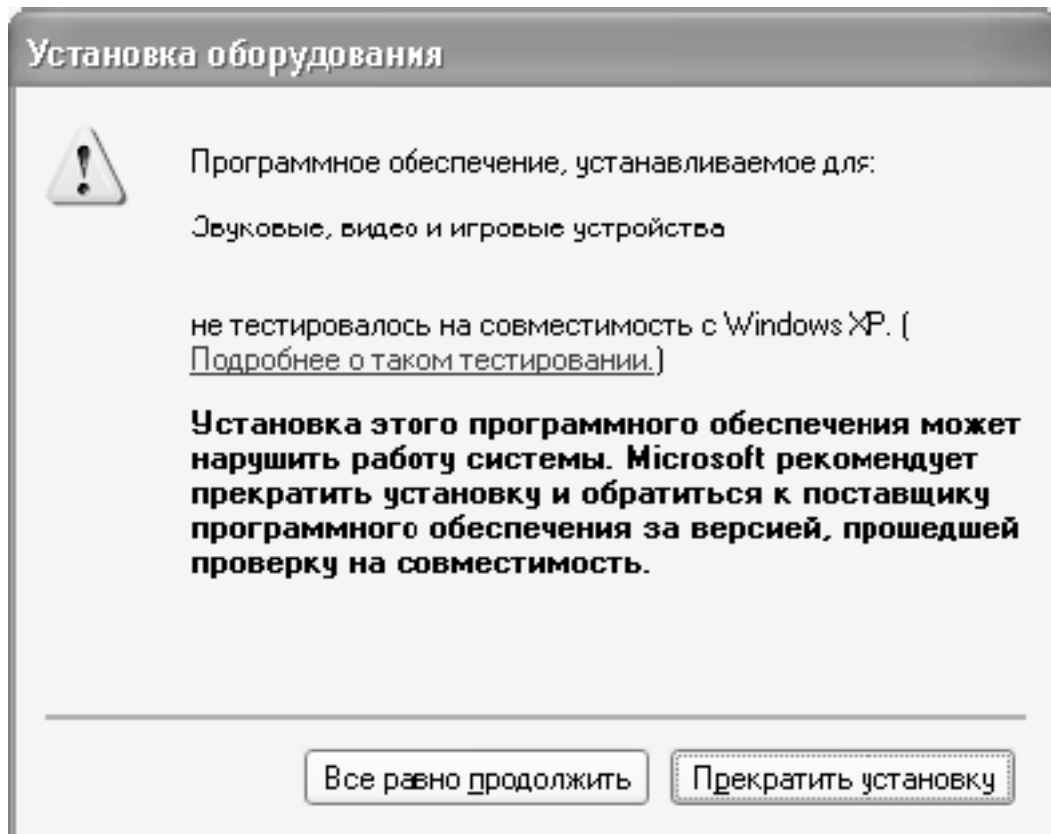 Установка оборудования
Программное обеспечение, устанавливаемое для:
Звуковые, видео и игровые устройства
не тестировалось на совместимость с Windows XP. (
Подробнее о таком тестировании.)
Установка этого программного обеспечения может
нарушить работу системы. Microsoft рекомендует
прекратить установку и обратиться к поставщику
программного обеспечения за версией, прошедшей
проверку на совместимость.
Все равно продолжить
Прекратить установку